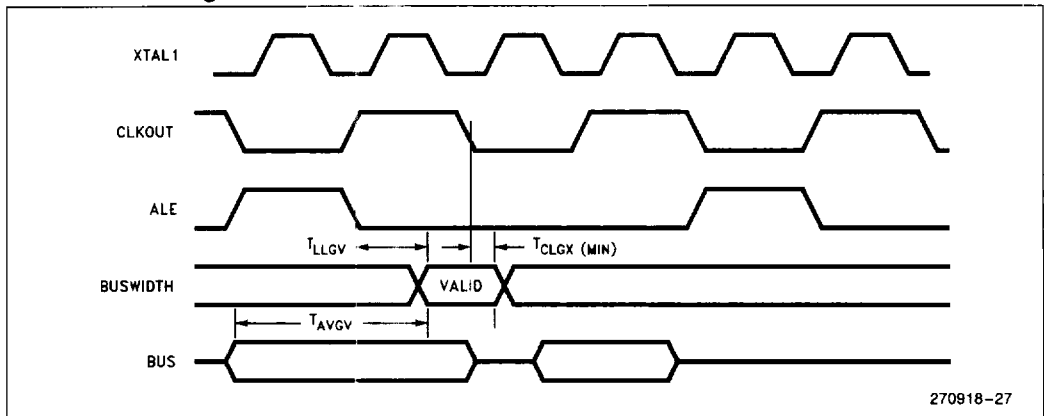 XTAL1
CLKOUT
ALE
TLLGV
TCLGX (MIN)
BUSWIDTH
VALID
TAVGV
BUS
270918-27